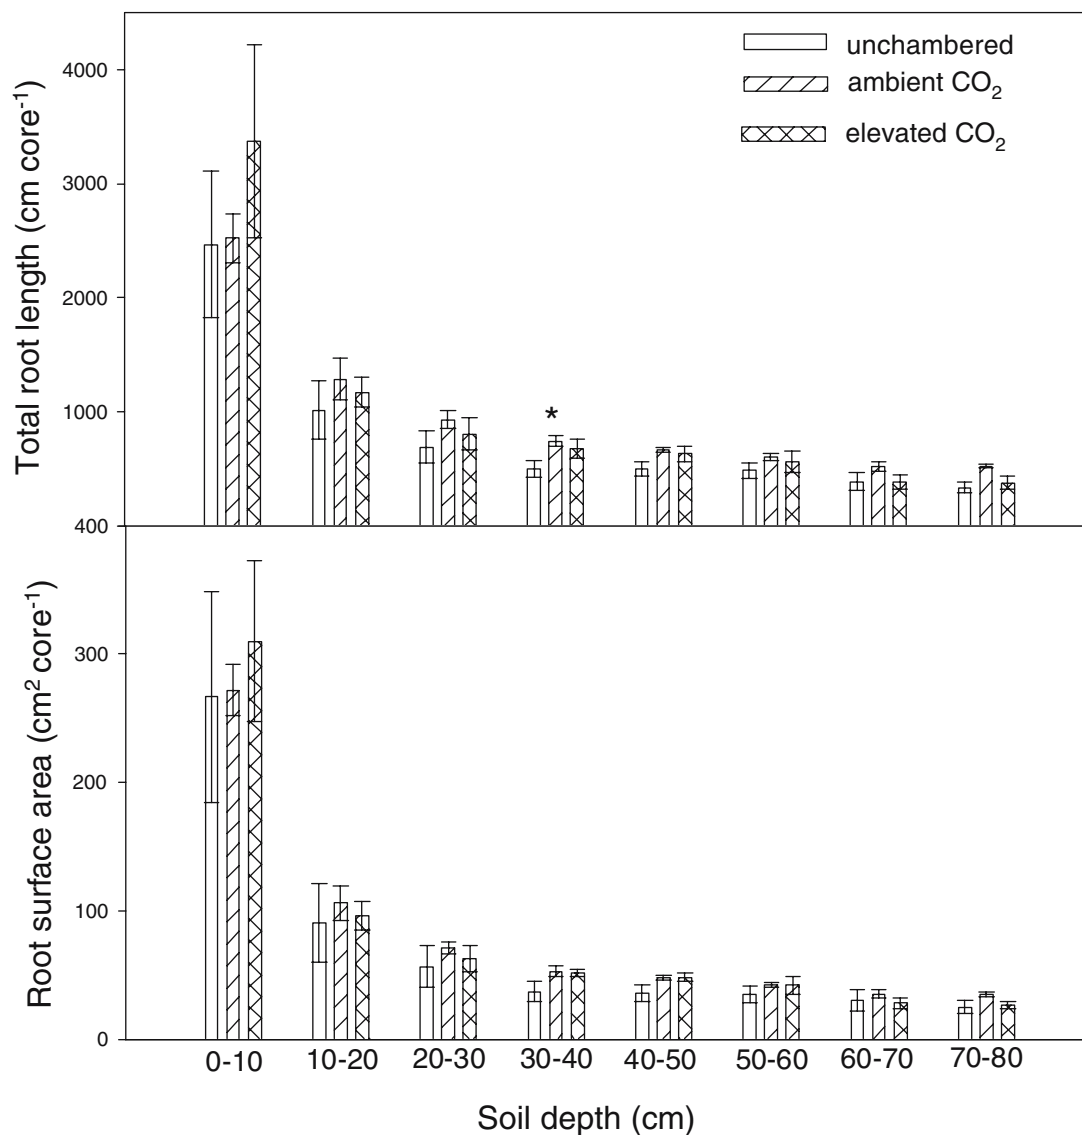 unchambered
ambient CO₂
elevated CO₂
Total root length (cm core⁻¹)
4000
3000
2000
1000
*
400
Root surface area (cm² core⁻¹)
300
200
100
0
0-10 10-20 20-30 30-40 40-50 50-60 60-70 70-80
Soil depth (cm)